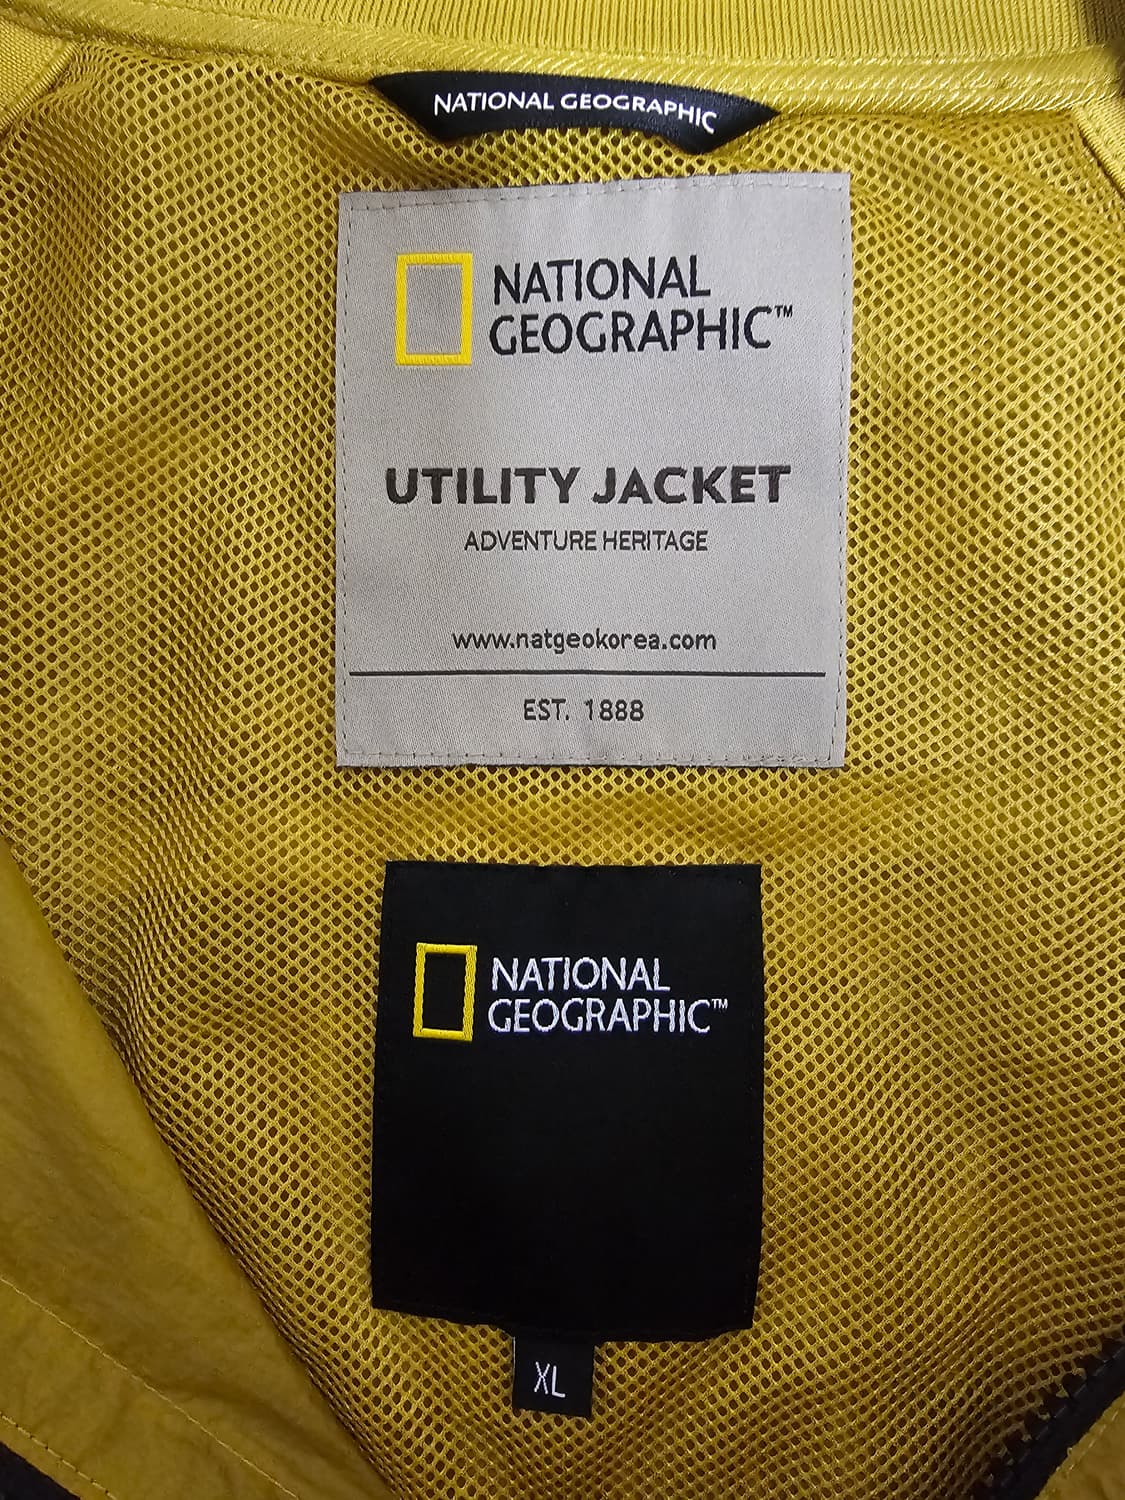 NATIONAL GEOGRAPHIC
NATIONAL
GEOGRAPHIC™
UTILITY JACKET
ADVENTURE HERITAGE
www.natgeokorea.com
EST. 1888
NATIONAL
GEOGRAPHIC™
XL